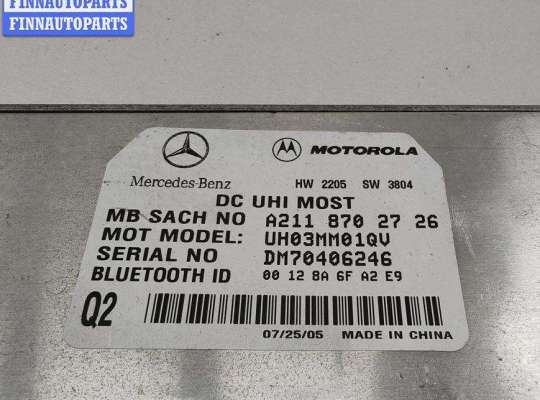 FINNAUTOPARTS
FINNAUTOPARTS
Mercedes-Benz
MOTOROLA
HW 2205 SW 3804
DC UHI MOST
MB SACH NO A211 870 27 26
MOT MODEL: UH03MM01QV
SERIAL NO DM70406246
BLUETOOTH ID 00 12 8A 6F A2 E9
Q2
07/25/05 MADE IN CHINA